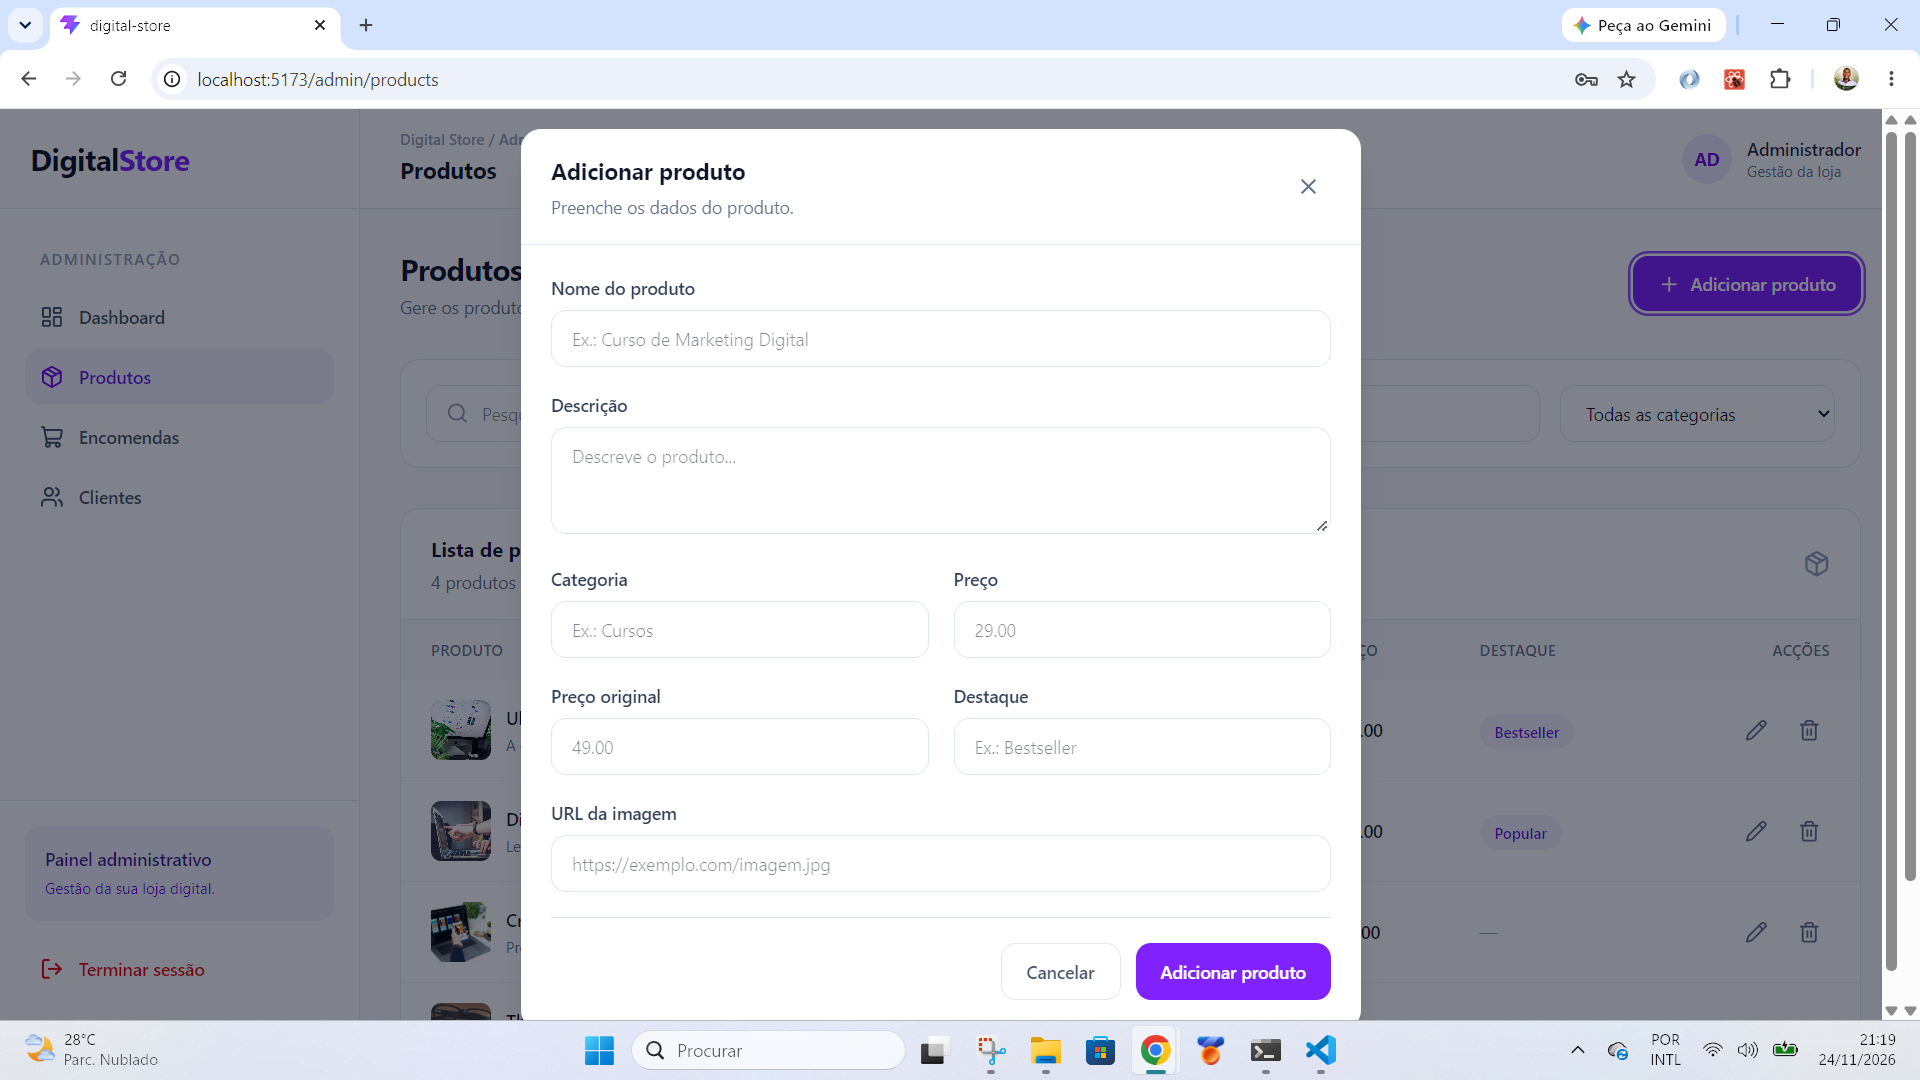 digital-store
Peça ao Gemini
localhost:5173/admin/products
DigitalStore
Digital Store /
Produtos
AD
Administrador
Gestão da loja
ADMINISTRAÇÃO
Dashboard
Produtos
Encomendas
Clientes
Painel administrativo
Gestão da sua loja digital.
Terminar sessão
Produtos
Gere os
Adicionar produto
Todas as categorias
Lista de
4 produtos
PRODUTO
DESTAQUE
ACÇÕES
.00
Bestseller
.00
Popular
00
—
Adicionar produto
Preenche os dados do produto.
Nome do produto
Ex.: Curso de Marketing Digital
Descrição
Descreve o produto...
Categoria
Preço
Ex.: Cursos
29.00
Preço original
Destaque
49.00
Ex.: Bestseller
URL da imagem
https://exemplo.com/imagem.jpg
Cancelar
Adicionar produto
28°C
Parc. Nublado
Procurar
POR
INTL
21:19
24/11/2026